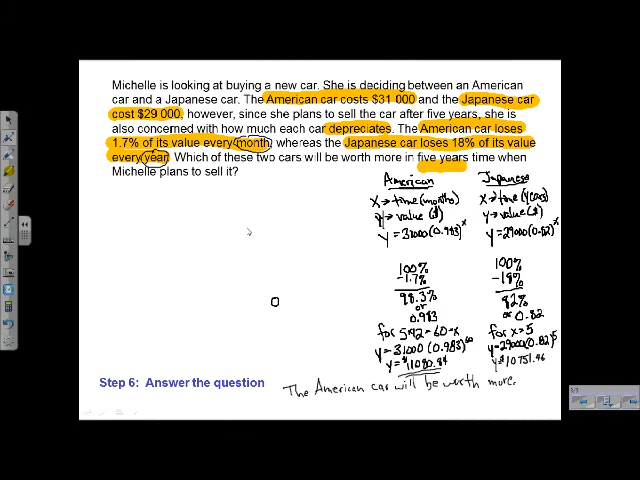 Michelle is looking at buying a new car. She is deciding between an American
car and a Japanese car. The American car costs $31 000 and the Japanese car
cost $29 000, however, since she plans to sell the car after five years, she is
also concerned with how much each car depreciates. The American car loses
1.7% of its value every month, whereas the Japanese car loses 18% of its value
every year. Which of these two cars will be worth more in five years time when
Michelle plans to sell it?
American
x→time (months)
y→value ($)
y=31000(0.983)^x
100%
-1.7%
98.3%
or
0.983
for 5×12=60=x
y=31000(0.983)^60
y=$11080.84
Japanese
x→time (years)
y→value ($)
y=29000(0.82)^x
100%
-18%
82%
or 0.82
for x=5
y=29000(0.82)^5
y=$10751.46
0
Step 6: Answer the question
The American car will be worth more.